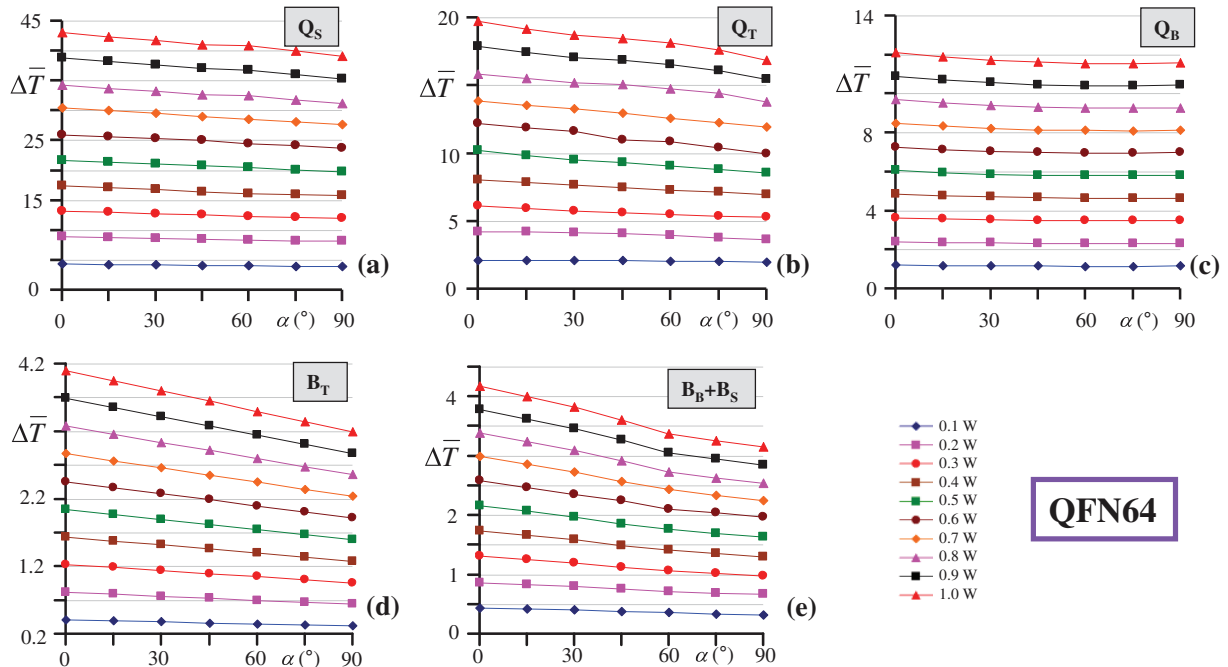 45
Q_S
ΔT̅
25
15
5
0
0 30 60 α (°) 90
(a)
20
Q_T
ΔT̅
15
10
5
0
0 30 60 α (°) 90
(b)
14
Q_B
ΔT̅
8
4
0
0 30 60 α (°) 90
(c)
4.2
B_T
ΔT̅
2.2
1.2
0.2
0 30 60 α (°) 90
(d)
B_B+B_S
4
ΔT̅
2
1
0
0 30 60 α (°) 90
(e)
0.1 W
0.2 W
0.3 W
0.4 W
0.5 W
0.6 W
0.7 W
0.8 W
0.9 W
1.0 W
QFN64